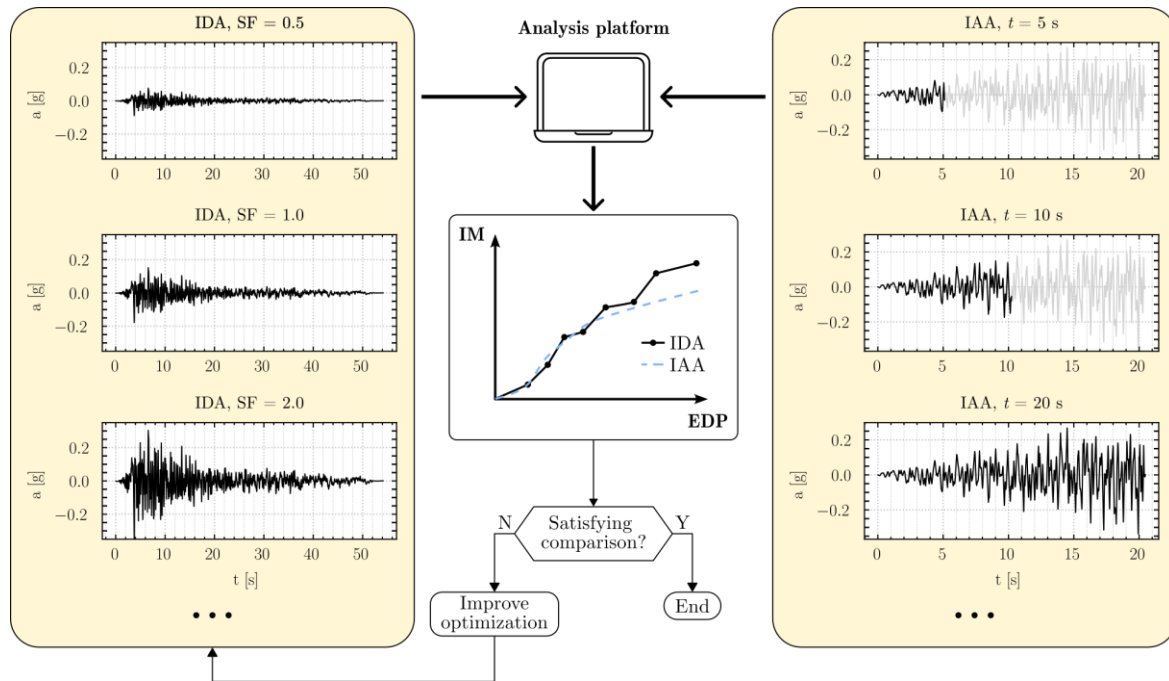 IDA, SF = 0.5
a [g]
0.2
0.0
−0.2
0 10 20 30 40 50
IDA, SF = 1.0
a [g]
0.2
0.0
−0.2
0 10 20 30 40 50
IDA, SF = 2.0
a [g]
0.2
0.0
−0.2
0 10 20 30 40 50
t [s]
• • •
Analysis platform
IM
IDA
IAA
EDP
N
Satisfying
comparison?
Y
Improve
optimization
End
IAA, t = 5 s
a [g]
0.2
0.0
−0.2
0 5 10 15 20
IAA, t = 10 s
a [g]
0.2
0.0
−0.2
0 5 10 15 20
IAA, t = 20 s
a [g]
0.2
0.0
−0.2
0 5 10 15 20
t [s]
• • •